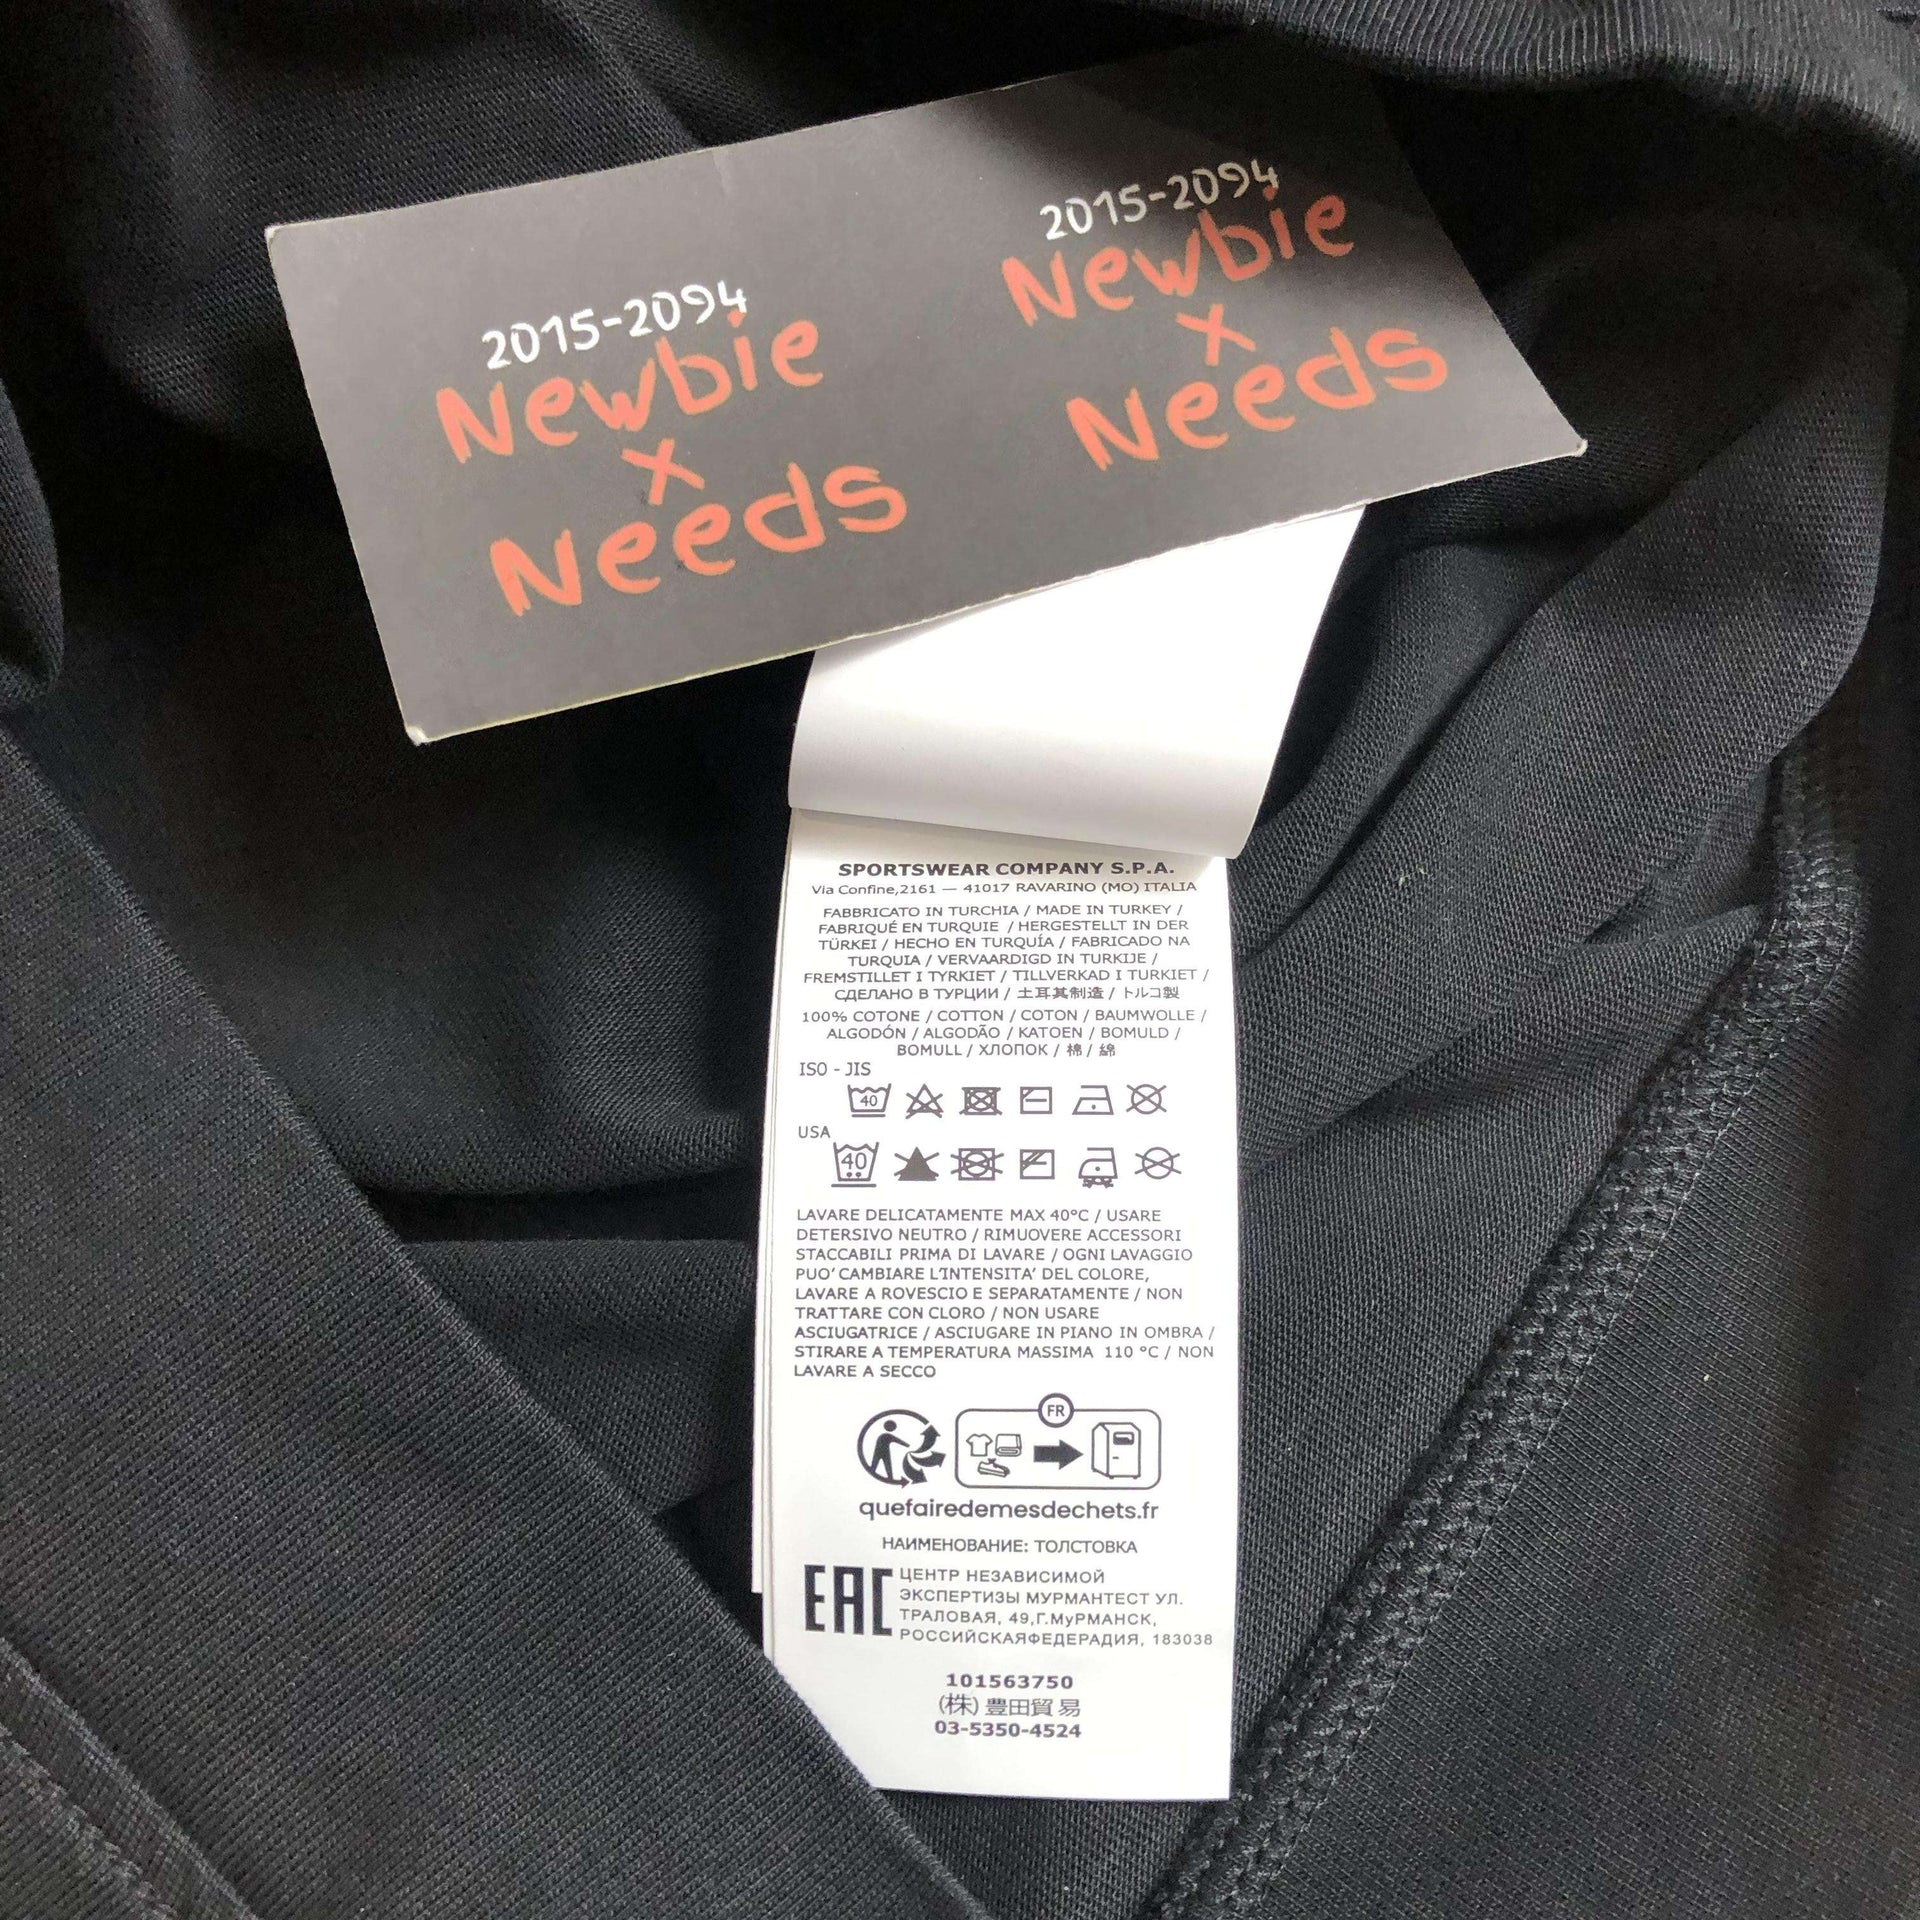 2015-2094
Newbie
x
Needs
2015-2094
Newbie
x
Needs
SPORTSWEAR COMPANY S.P.A.
Via Confine,2161 — 41017 RAVARINO (MO) ITALIA
FABBRICATO IN TURCHIA / MADE IN TURKEY /
FABRIQUÉ EN TURQUIE / HERGESTELLT IN DER
TÜRKEI / HECHO EN TURQUÍA / FABRICADO NA
TURQUIA / VERVAARDIGD IN TURKIJE /
FREMSTILLET I TYRKIET / TILLVERKAD I TURKIET /
СДЕЛАНО В ТУРЦИИ / 土耳其制造 / トルコ製
100% COTONE / COTTON / COTON / BAUMWOLLE /
ALGODÓN / ALGODÃO / KATOEN / BOMULD /
BOMULL / ХЛОПОК / 棉 / 綿
ISO - JIS
40
USA
40
LAVARE DELICATAMENTE MAX 40°C / USARE
DETERSIVO NEUTRO / RIMUOVERE ACCESSORI
STACCABILI PRIMA DI LAVARE / OGNI LAVAGGIO
PUO' CAMBIARE L'INTENSITA' DEL COLORE,
LAVARE A ROVESCIO E SEPARATAMENTE / NON
TRATTARE CON CLORO / NON USARE
ASCIUGATRICE / ASCIUGARE IN PIANO IN OMBRA /
STIRARE A TEMPERATURA MASSIMA 110 °C / NON
LAVARE A SECCO
FR
quefairedemesdechets.fr
НАИМЕНОВАНИЕ: ТОЛСТОВКА
EAC
ЦЕНТР НЕЗАВИСИМОЙ
ЭКСПЕРТИЗЫ МУРМАНТЕСТ УЛ.
ТРАЛОВАЯ, 49,Г.МуРМАНСК,
РОССИЙСКАЯФЕДЕРАДИЯ, 183038
101563750
(株) 豊田貿易
03-5350-4524